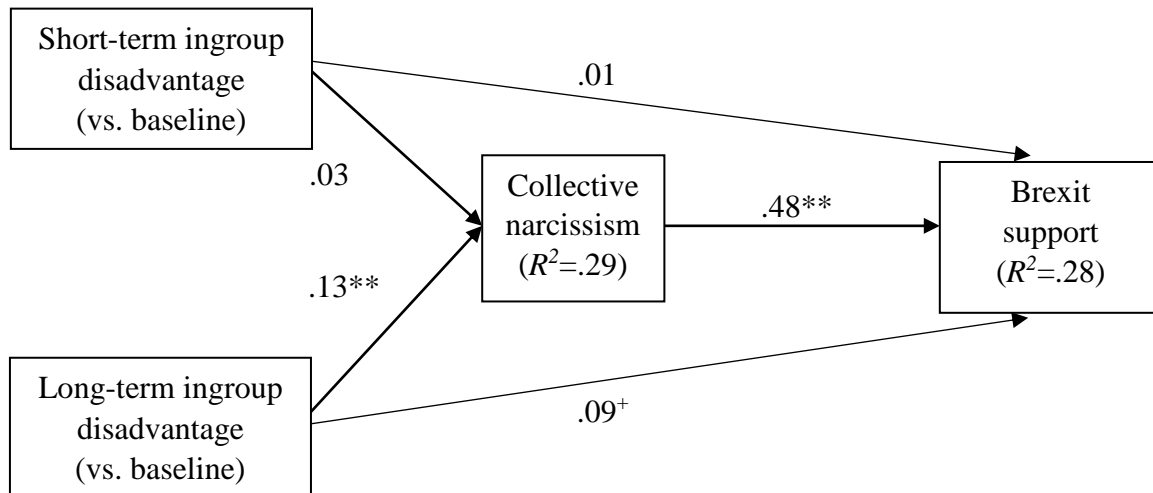 Short-term ingroup
disadvantage
(vs. baseline)
.01
.03
Collective
narcissism
(R²=.29)
.48**
Brexit
support
(R²=.28)
.13**
Long-term ingroup
disadvantage
(vs. baseline)
.09⁺